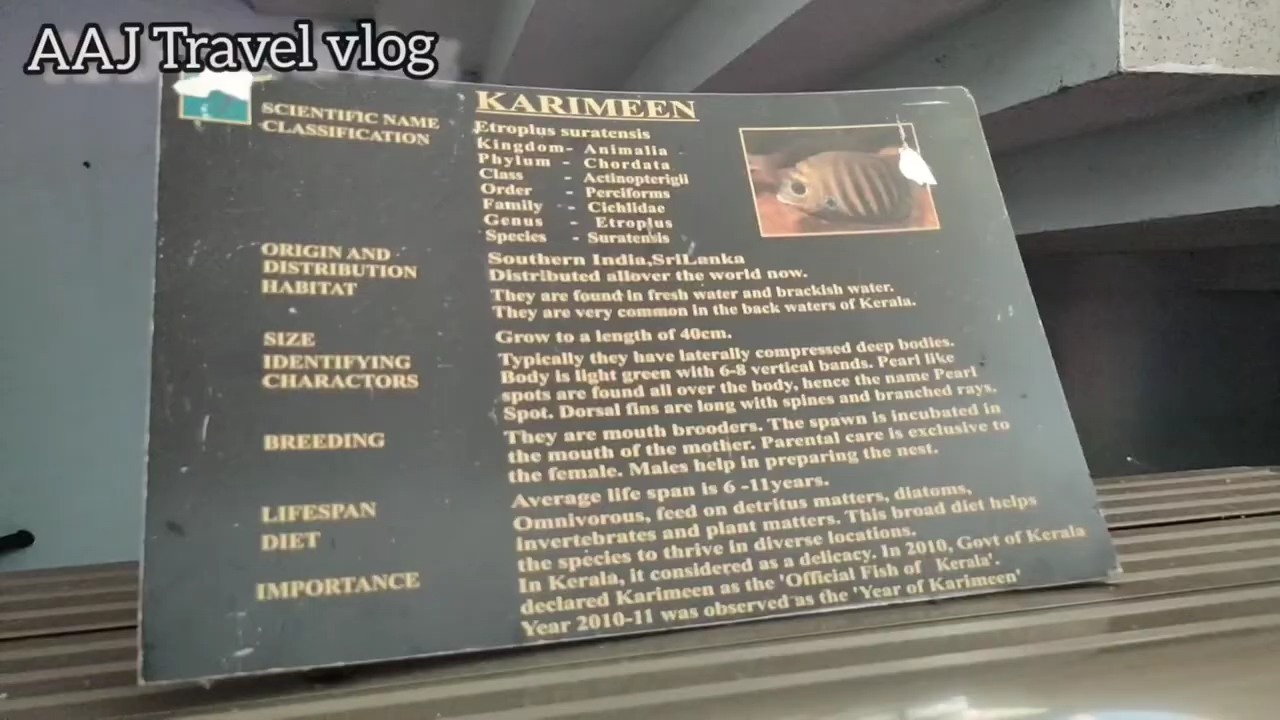 AAJ Travel vlog
KARIMEEN
SCIENTIFIC NAME Etroplus suratensis
CLASSIFICATION Kingdom- Animalia
Phylum - Chordata
Class - Actinopterigii
Order - Perciforms
Family - Cichlidae
Genus - Etroplus
Species - Suratensis
ORIGIN AND Southern India,SriLanka
DISTRIBUTION Distributed allover the world now.
HABITAT They are found in fresh water and brackish water.
They are very common in the back waters of Kerala.
SIZE Grow to a length of 40cm.
IDENTIFYING Typically they have laterally compressed deep bodies.
CHARACTORS Body is light green with 6-8 vertical bands. Pearl like
spots are found all over the body, hence the name Pearl
Spot. Dorsal fins are long with spines and branched rays.
BREEDING They are mouth brooders. The spawn is incubated in
the mouth of the mother. Parental care is exclusive to
the female. Males help in preparing the nest.
LIFESPAN Average life span is 6 -11years.
DIET Omnivorous, feed on detritus matters, diatoms,
invertebrates and plant matters. This broad diet helps
the species to thrive in diverse locations.
IMPORTANCE In Kerala, it considered as a delicacy. In 2010, Govt of Kerala
declared Karimeen as the 'Official Fish of Kerala'.
Year 2010-11 was observed as the 'Year of Karimeen'